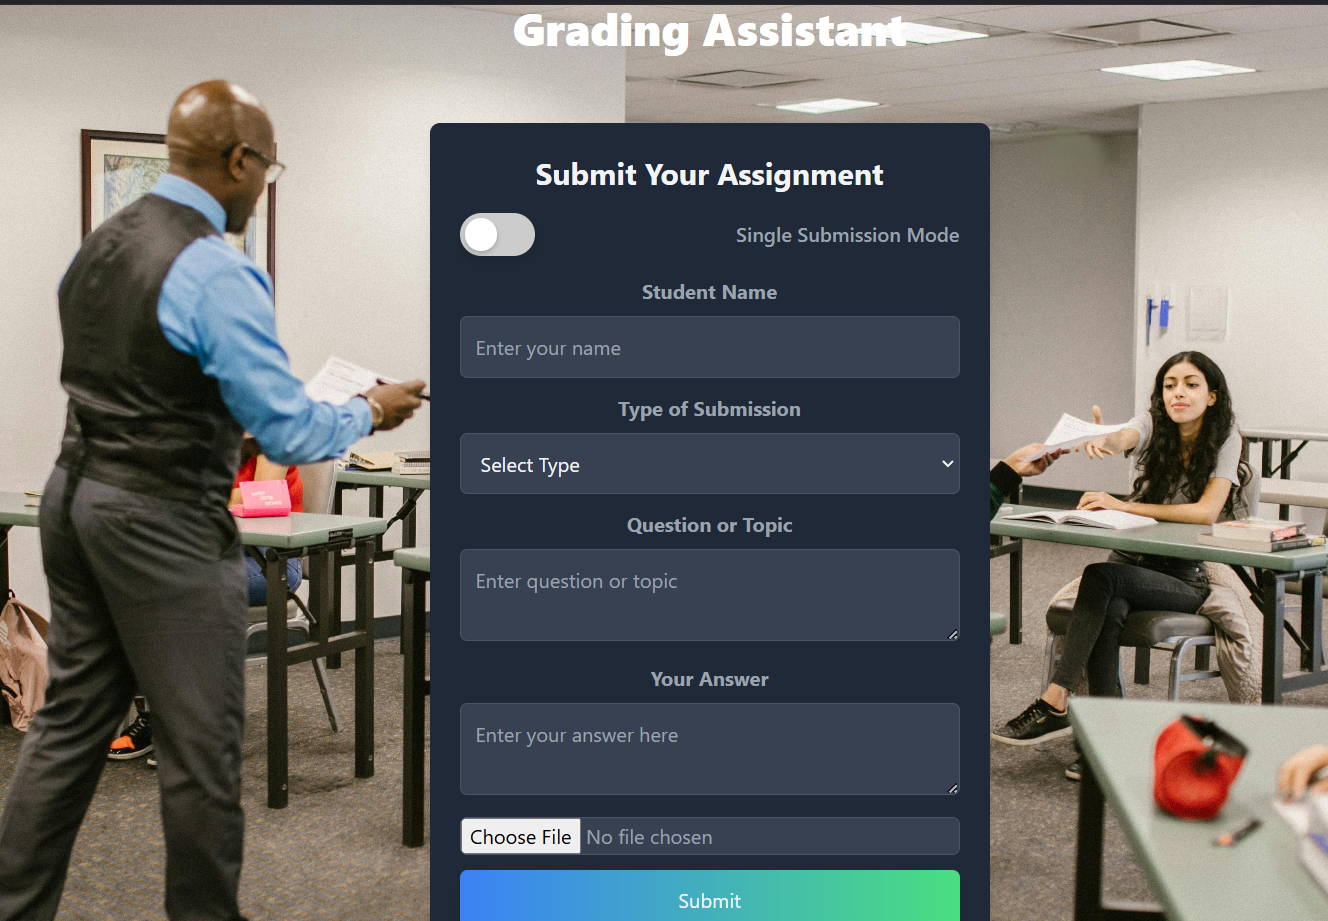 Grading Assistant
Submit Your Assignment
Single Submission Mode
Student Name
Enter your name
Type of Submission
Select Type
Question or Topic
Enter question or topic
Your Answer
Enter your answer here
Choose File No file chosen
Submit